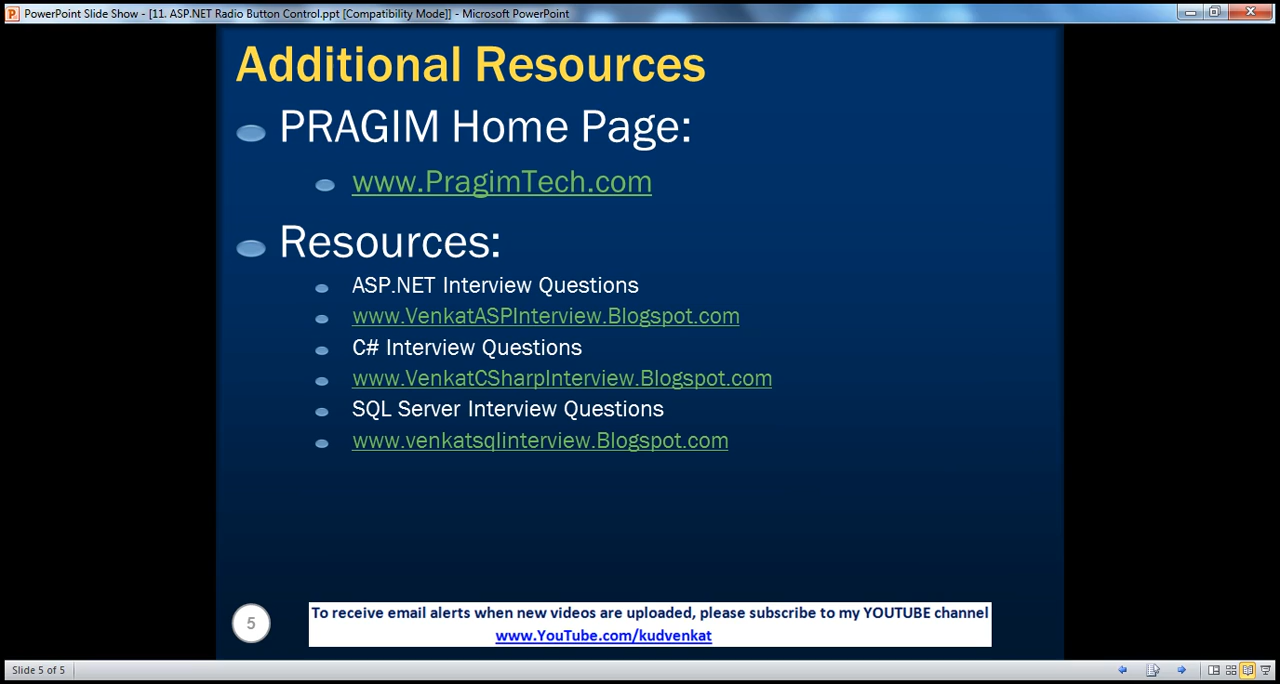 PowerPoint Slide Show - [11. ASP.NET Radio Button Control.ppt [Compatibility Mode]] - Microsoft PowerPoint
Additional Resources
PRAGIM Home Page:
www.PragimTech.com
Resources:
ASP.NET Interview Questions
www.VenkatASPInterview.Blogspot.com
C# Interview Questions
www.VenkatCSharpInterview.Blogspot.com
SQL Server Interview Questions
www.venkatsqlinterview.Blogspot.com
5
To receive email alerts when new videos are uploaded, please subscribe to my YOUTUBE channel
www.YouTube.com/kudvenkat
Slide 5 of 5